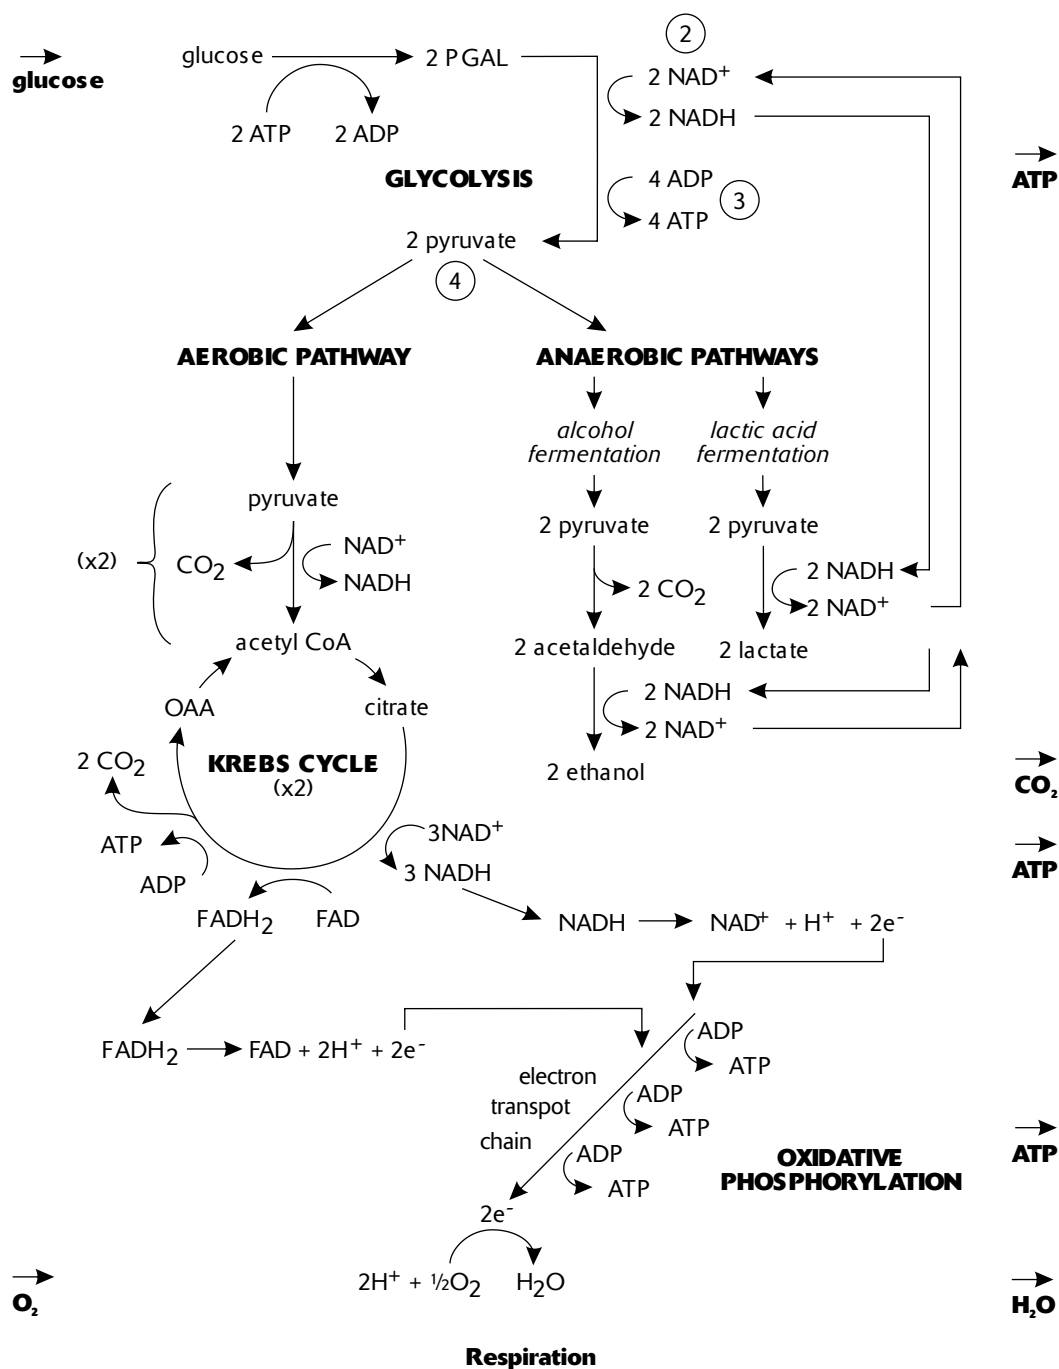 glucose
glucose
2 PGAL
2
2 NAD+
2 NADH
2 ATP
2 ADP
ATP
GLYCOLYSIS
4 ADP
3
4 ATP
2 pyruvate
4
AEROBIC PATHWAY
ANAEROBIC PATHWAYS
alcohol
fermentation
lactic acid
fermentation
pyruvate
2 pyruvate
2 pyruvate
(x2)
CO2
NAD+
NADH
2 CO2
2 NADH
2 NAD+
acetyl CoA
2 acetaldehyde
2 lactate
OAA
citrate
2 NADH
2 NAD+
2 CO2
KREBS CYCLE
(x2)
2 ethanol
CO2
ATP
ADP
3NAD+
3 NADH
ATP
FADH2
FAD
NADH
NAD+ + H+ + 2e-
FADH2
FAD + 2H+ + 2e-
ADP
ATP
electron
transpot
chain
ADP
ATP
ADP
ATP
OXIDATIVE
PHOSPHORYLATION
ATP
2e-
2H+ + ½O2
H2O
O2
H2O
Respiration